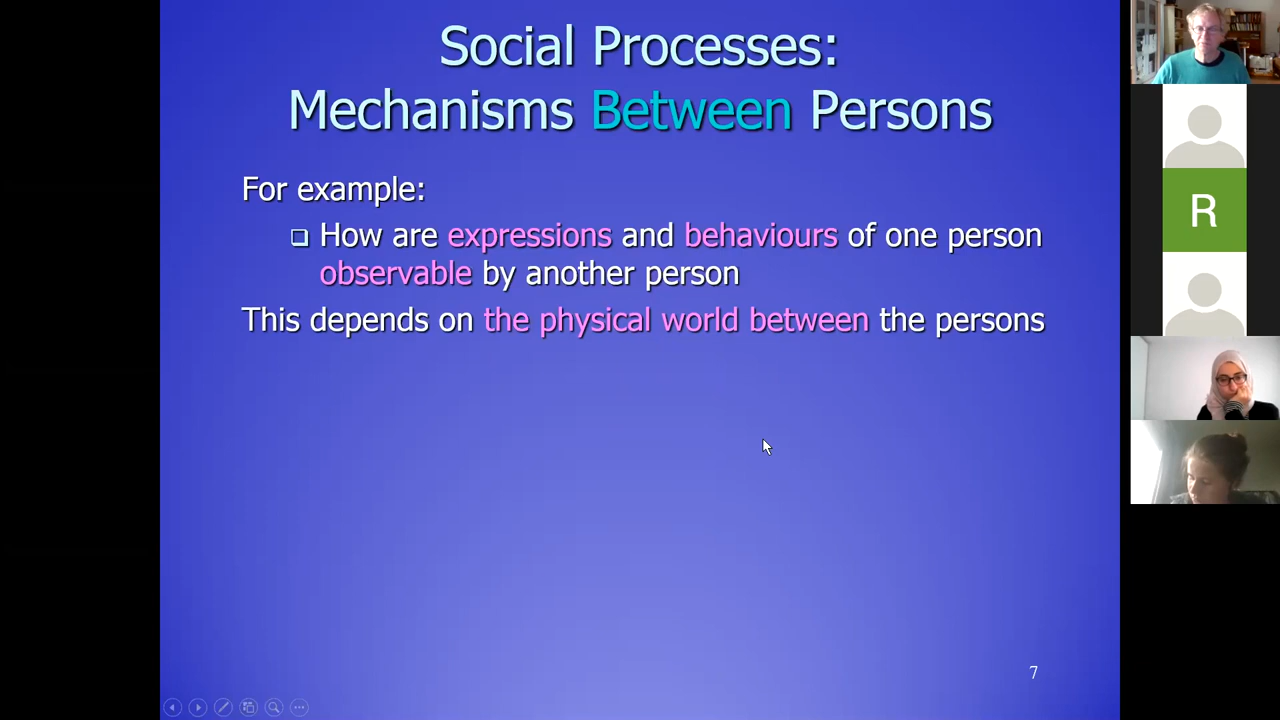 Social Processes:
Mechanisms Between Persons
For example:
How are expressions and behaviours of one person
observable by another person
This depends on the physical world between the persons
7
R